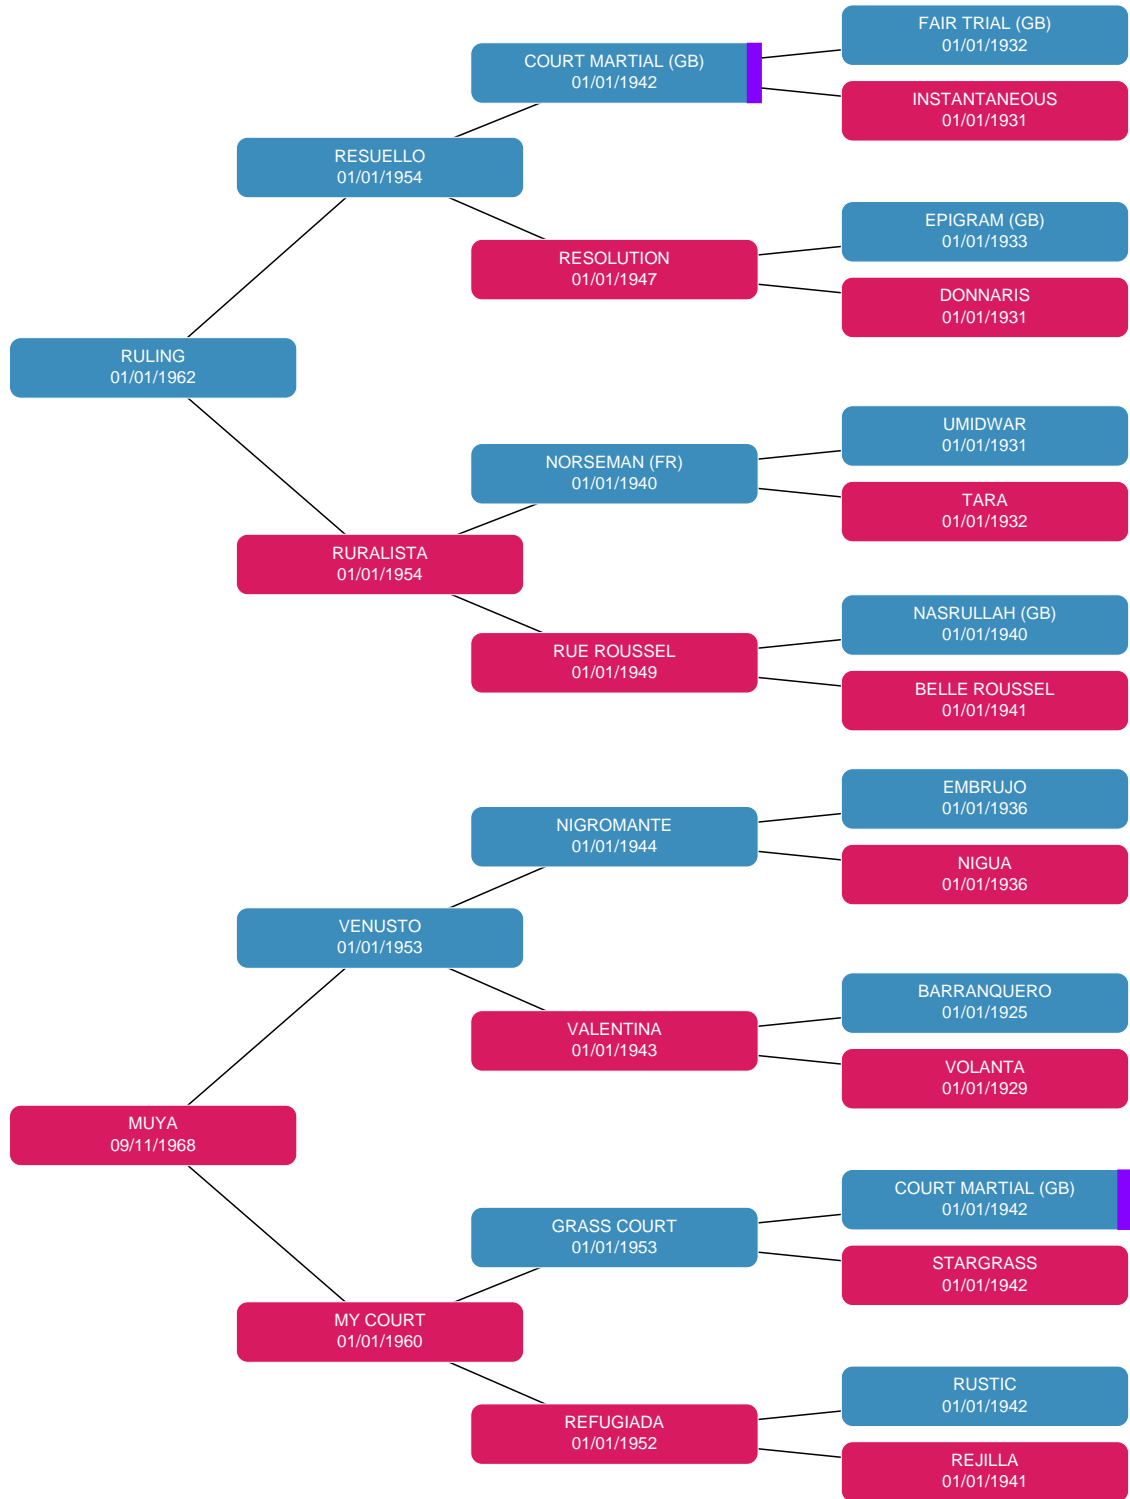 FAIR TRIAL (GB)
01/01/1932
COURT MARTIAL (GB)
01/01/1942
INSTANTANEOUS
01/01/1931
RESUELLO
01/01/1954
EPIGRAM (GB)
01/01/1933
RESOLUTION
01/01/1947
DONNARIS
01/01/1931
RULING
01/01/1962
UMIDWAR
01/01/1931
NORSEMAN (FR)
01/01/1940
TARA
01/01/1932
RURALISTA
01/01/1954
NASRULLAH (GB)
01/01/1940
RUE ROUSSEL
01/01/1949
BELLE ROUSSEL
01/01/1941
EMBRUJO
01/01/1936
NIGROMANTE
01/01/1944
NIGUA
01/01/1936
VENUSTO
01/01/1953
BARRANQUERO
01/01/1925
VALENTINA
01/01/1943
VOLANTA
01/01/1929
MUYA
09/11/1968
COURT MARTIAL (GB)
01/01/1942
GRASS COURT
01/01/1953
STARGRASS
01/01/1942
MY COURT
01/01/1960
RUSTIC
01/01/1942
REFUGIADA
01/01/1952
REJILLA
01/01/1941